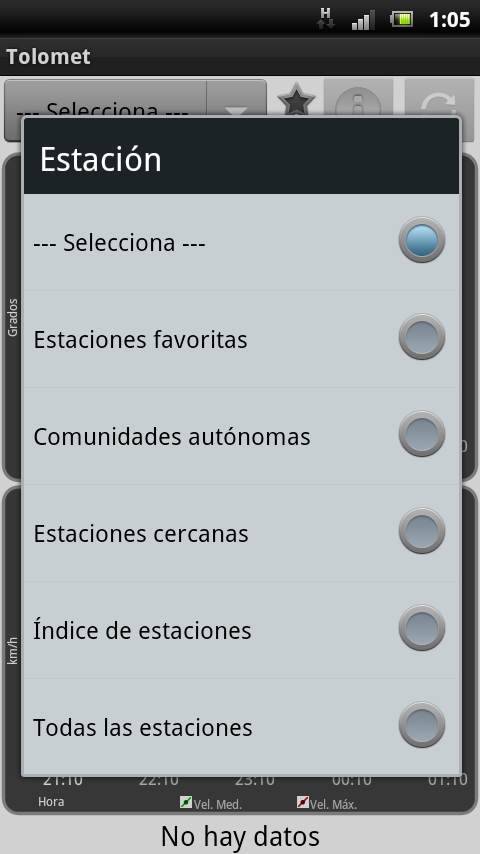 H
1:05
Tolomet
--- Selecciona ---
Estación
--- Selecciona ---
Estaciones favoritas
Grados
Comunidades autónomas
Estaciones cercanas
Índice de estaciones
km/h
Todas las estaciones
21:10 22:10 23:10 00:10 01:10
Hora Vel. Med. Vel. Máx.
No hay datos